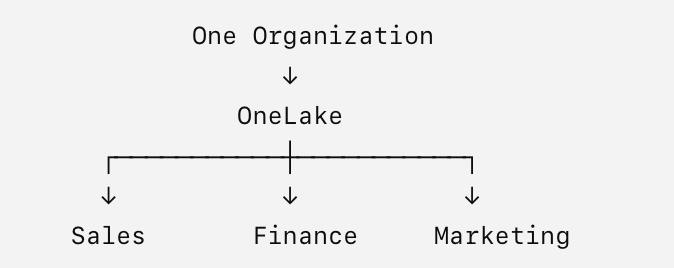 One Organization
↓
OneLake
↓ ↓ ↓
Sales Finance Marketing